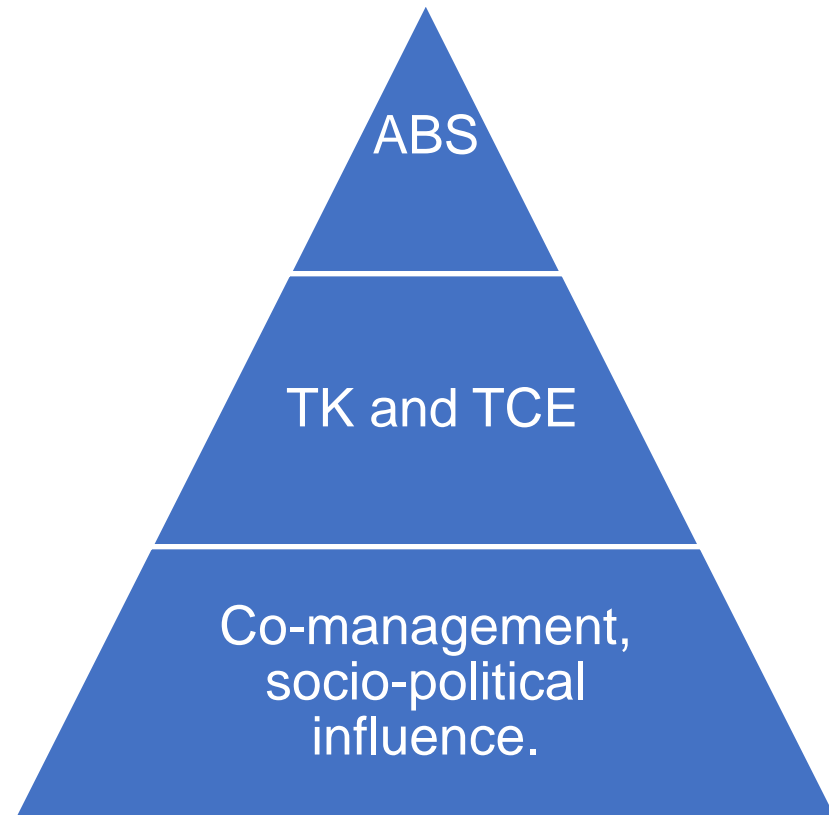 ABS
TK and TCE
Co-management,
socio-political
influence.